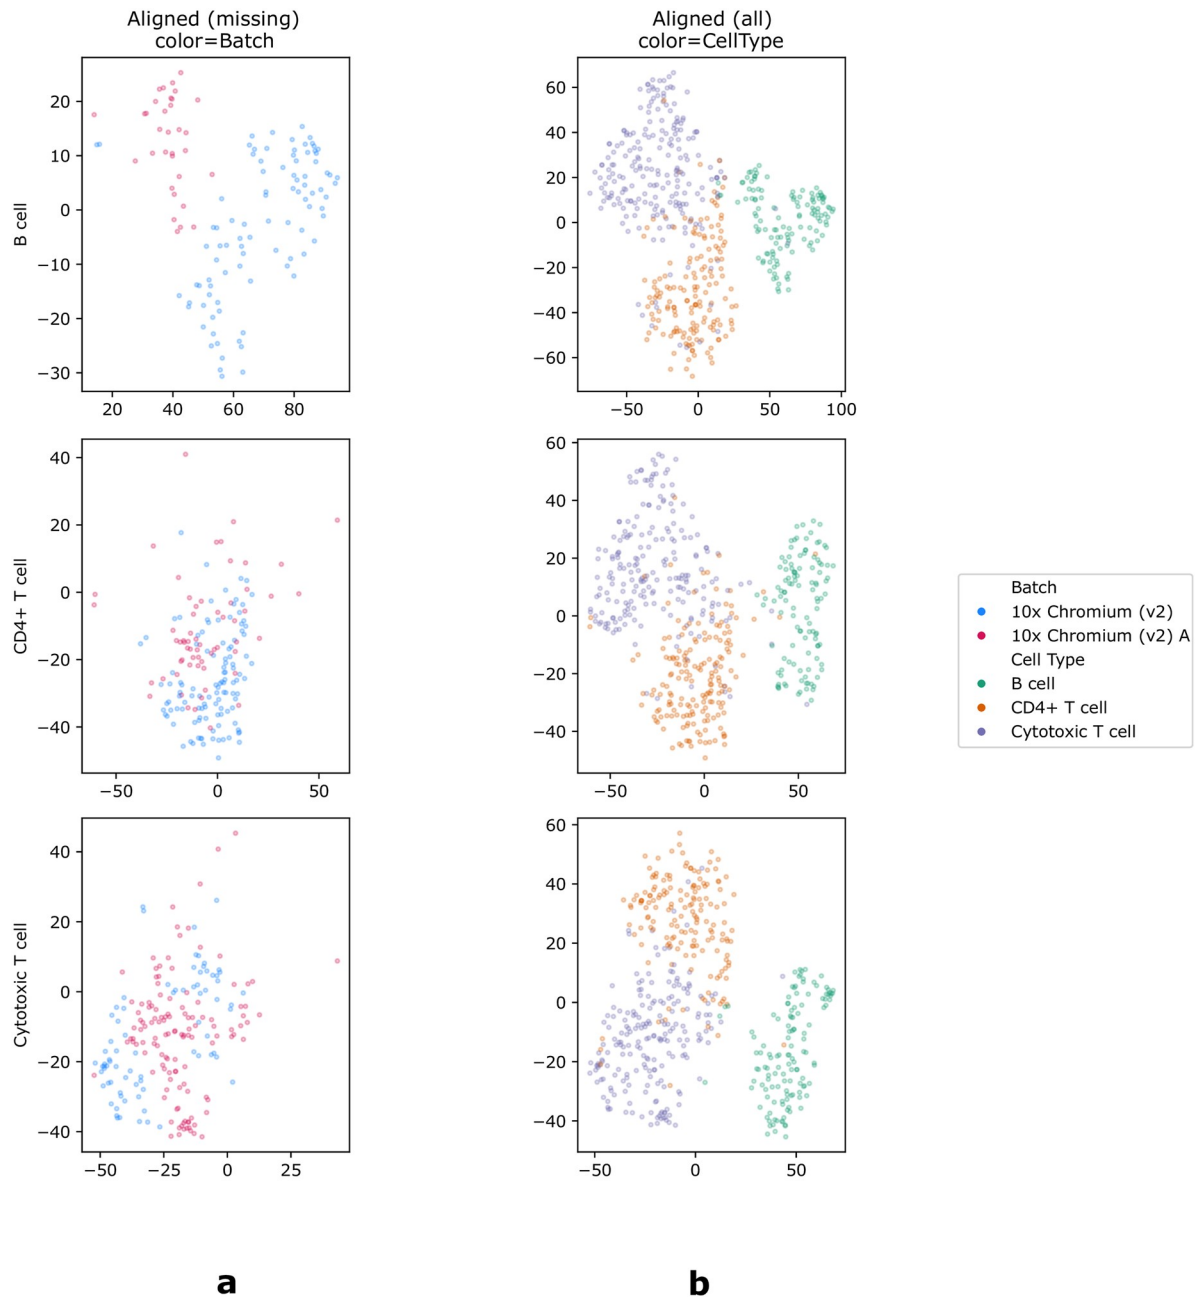 Aligned (missing)
color=Batch
Aligned (all)
color=CellType
B cell
20
10
0
−10
−20
−30
20 40 60 80
60
40
20
0
−20
−40
−60
−50 0 50 100
CD4+ T cell
40
20
0
−20
−40
−50 0 50
60
40
20
0
−20
−40
−50 0 50
Cytotoxic T cell
40
20
0
−20
−40
−50 −25 0 25
60
40
20
0
−20
−40
−50 0 50
Batch
10x Chromium (v2)
10x Chromium (v2) A
Cell Type
B cell
CD4+ T cell
Cytotoxic T cell
a b